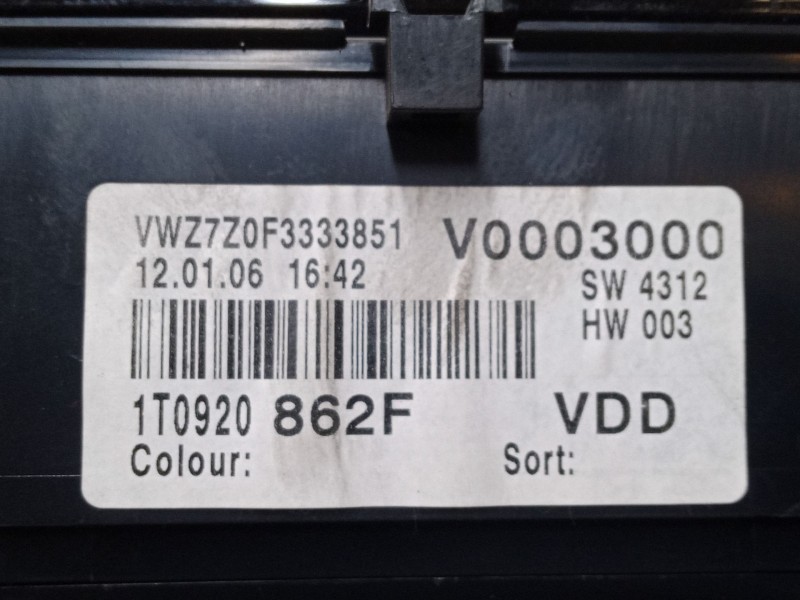 VWZ7Z0F3333851 V0003000
12.01.06 16:42 SW 4312
HW 003
1T0920 862F VDD
Colour: Sort: